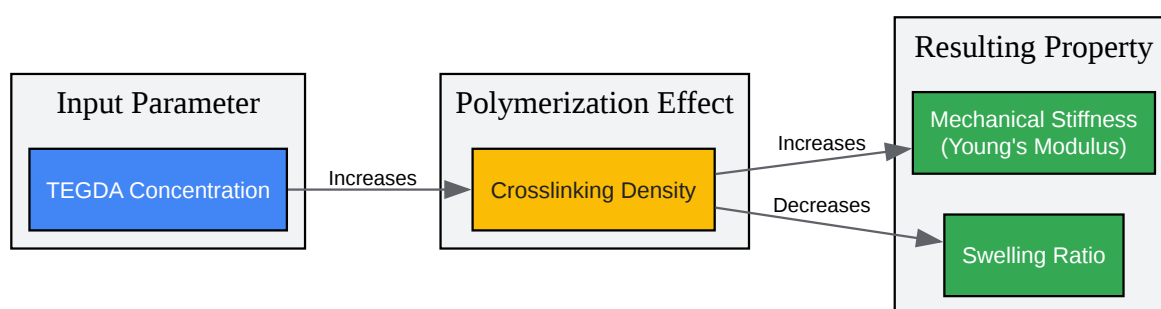 Input Parameter
TEGDA Concentration
Increases
Polymerization Effect
Crosslinking Density
Increases
Decreases
Resulting Property
Mechanical Stiffness
(Young's Modulus)
Swelling Ratio